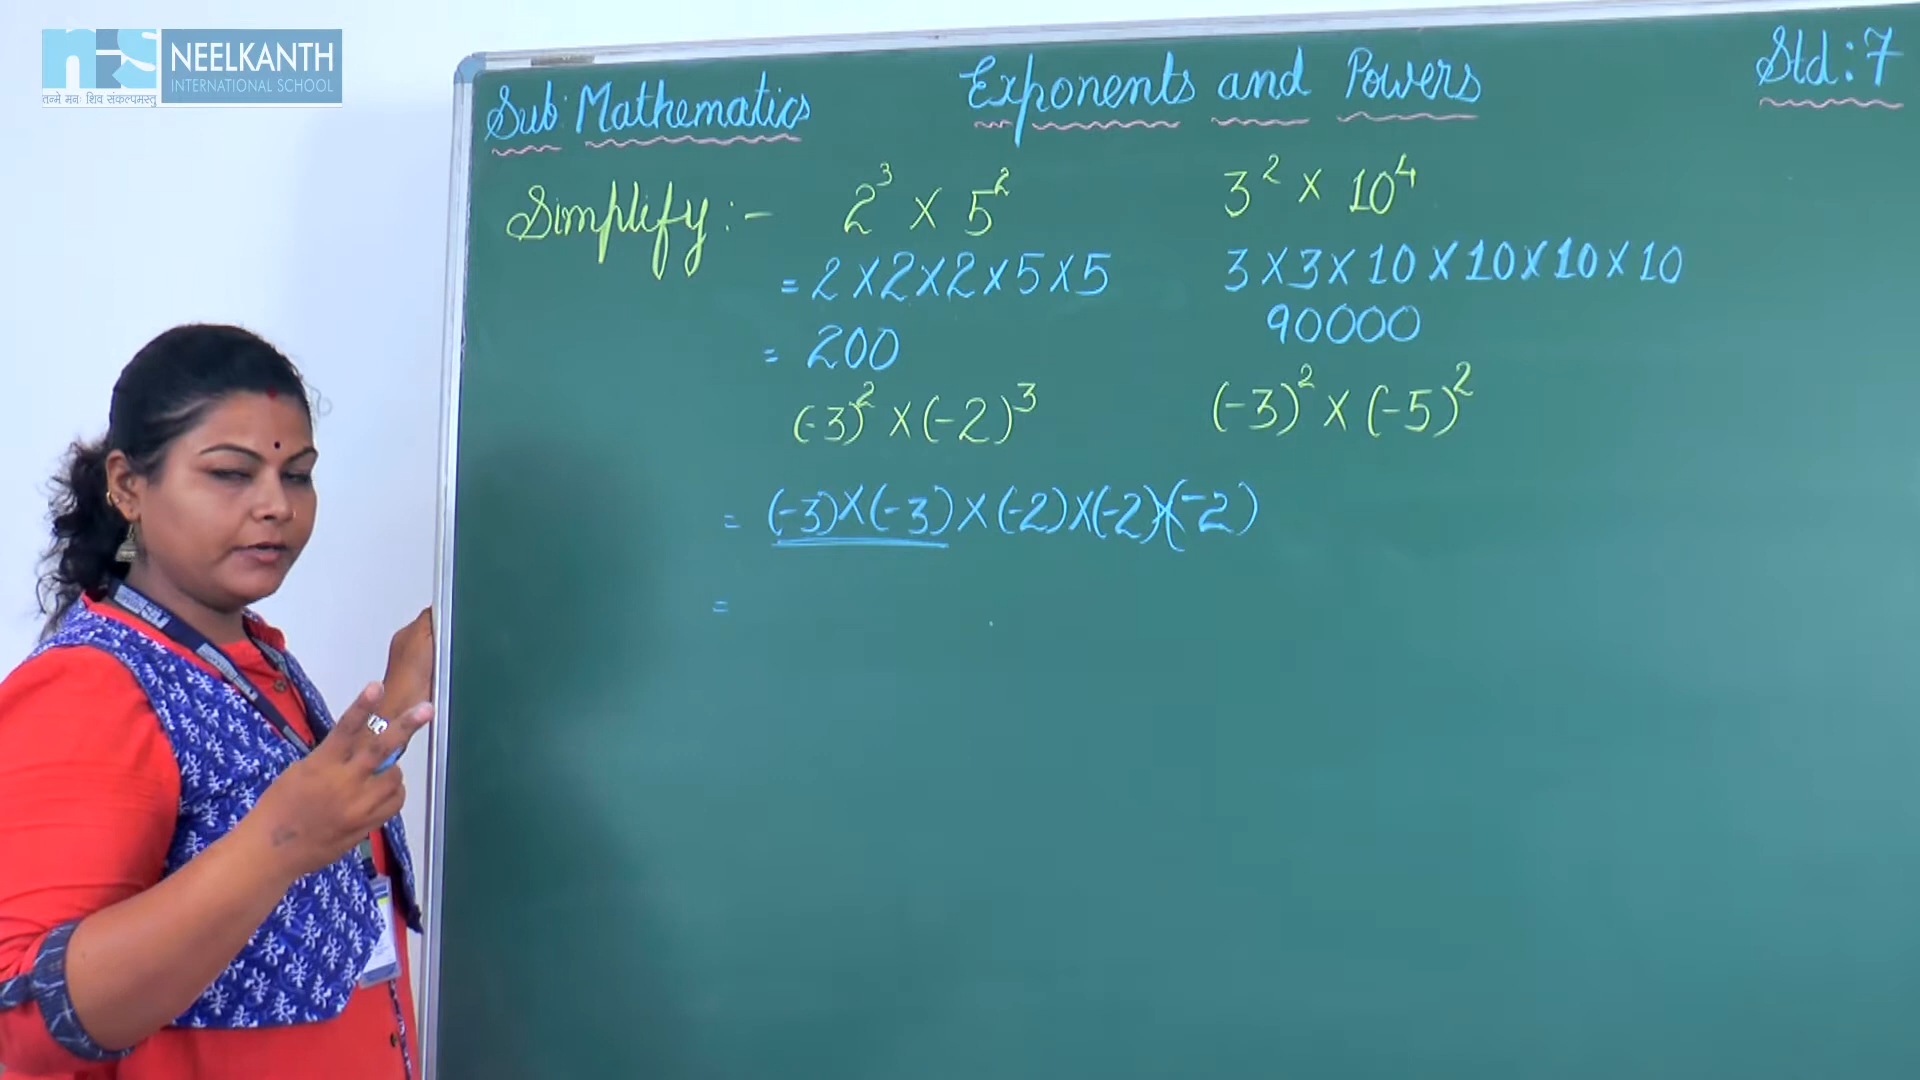 nis NEELKANTH
INTERNATIONAL SCHOOL
तन्मे मनः शिव संकल्पमस्तु
Sub: Mathematics Exponents and Powers Std: 7
Simplify :- 2³ × 5² 3² × 10⁴
= 2×2×2×5×5 3×3×10×10×10×10
= 200 90000
(-3)² × (-2)³ (-3)² × (-5)²
= (-3)×(-3)×(-2)×(-2)×(-2)
=